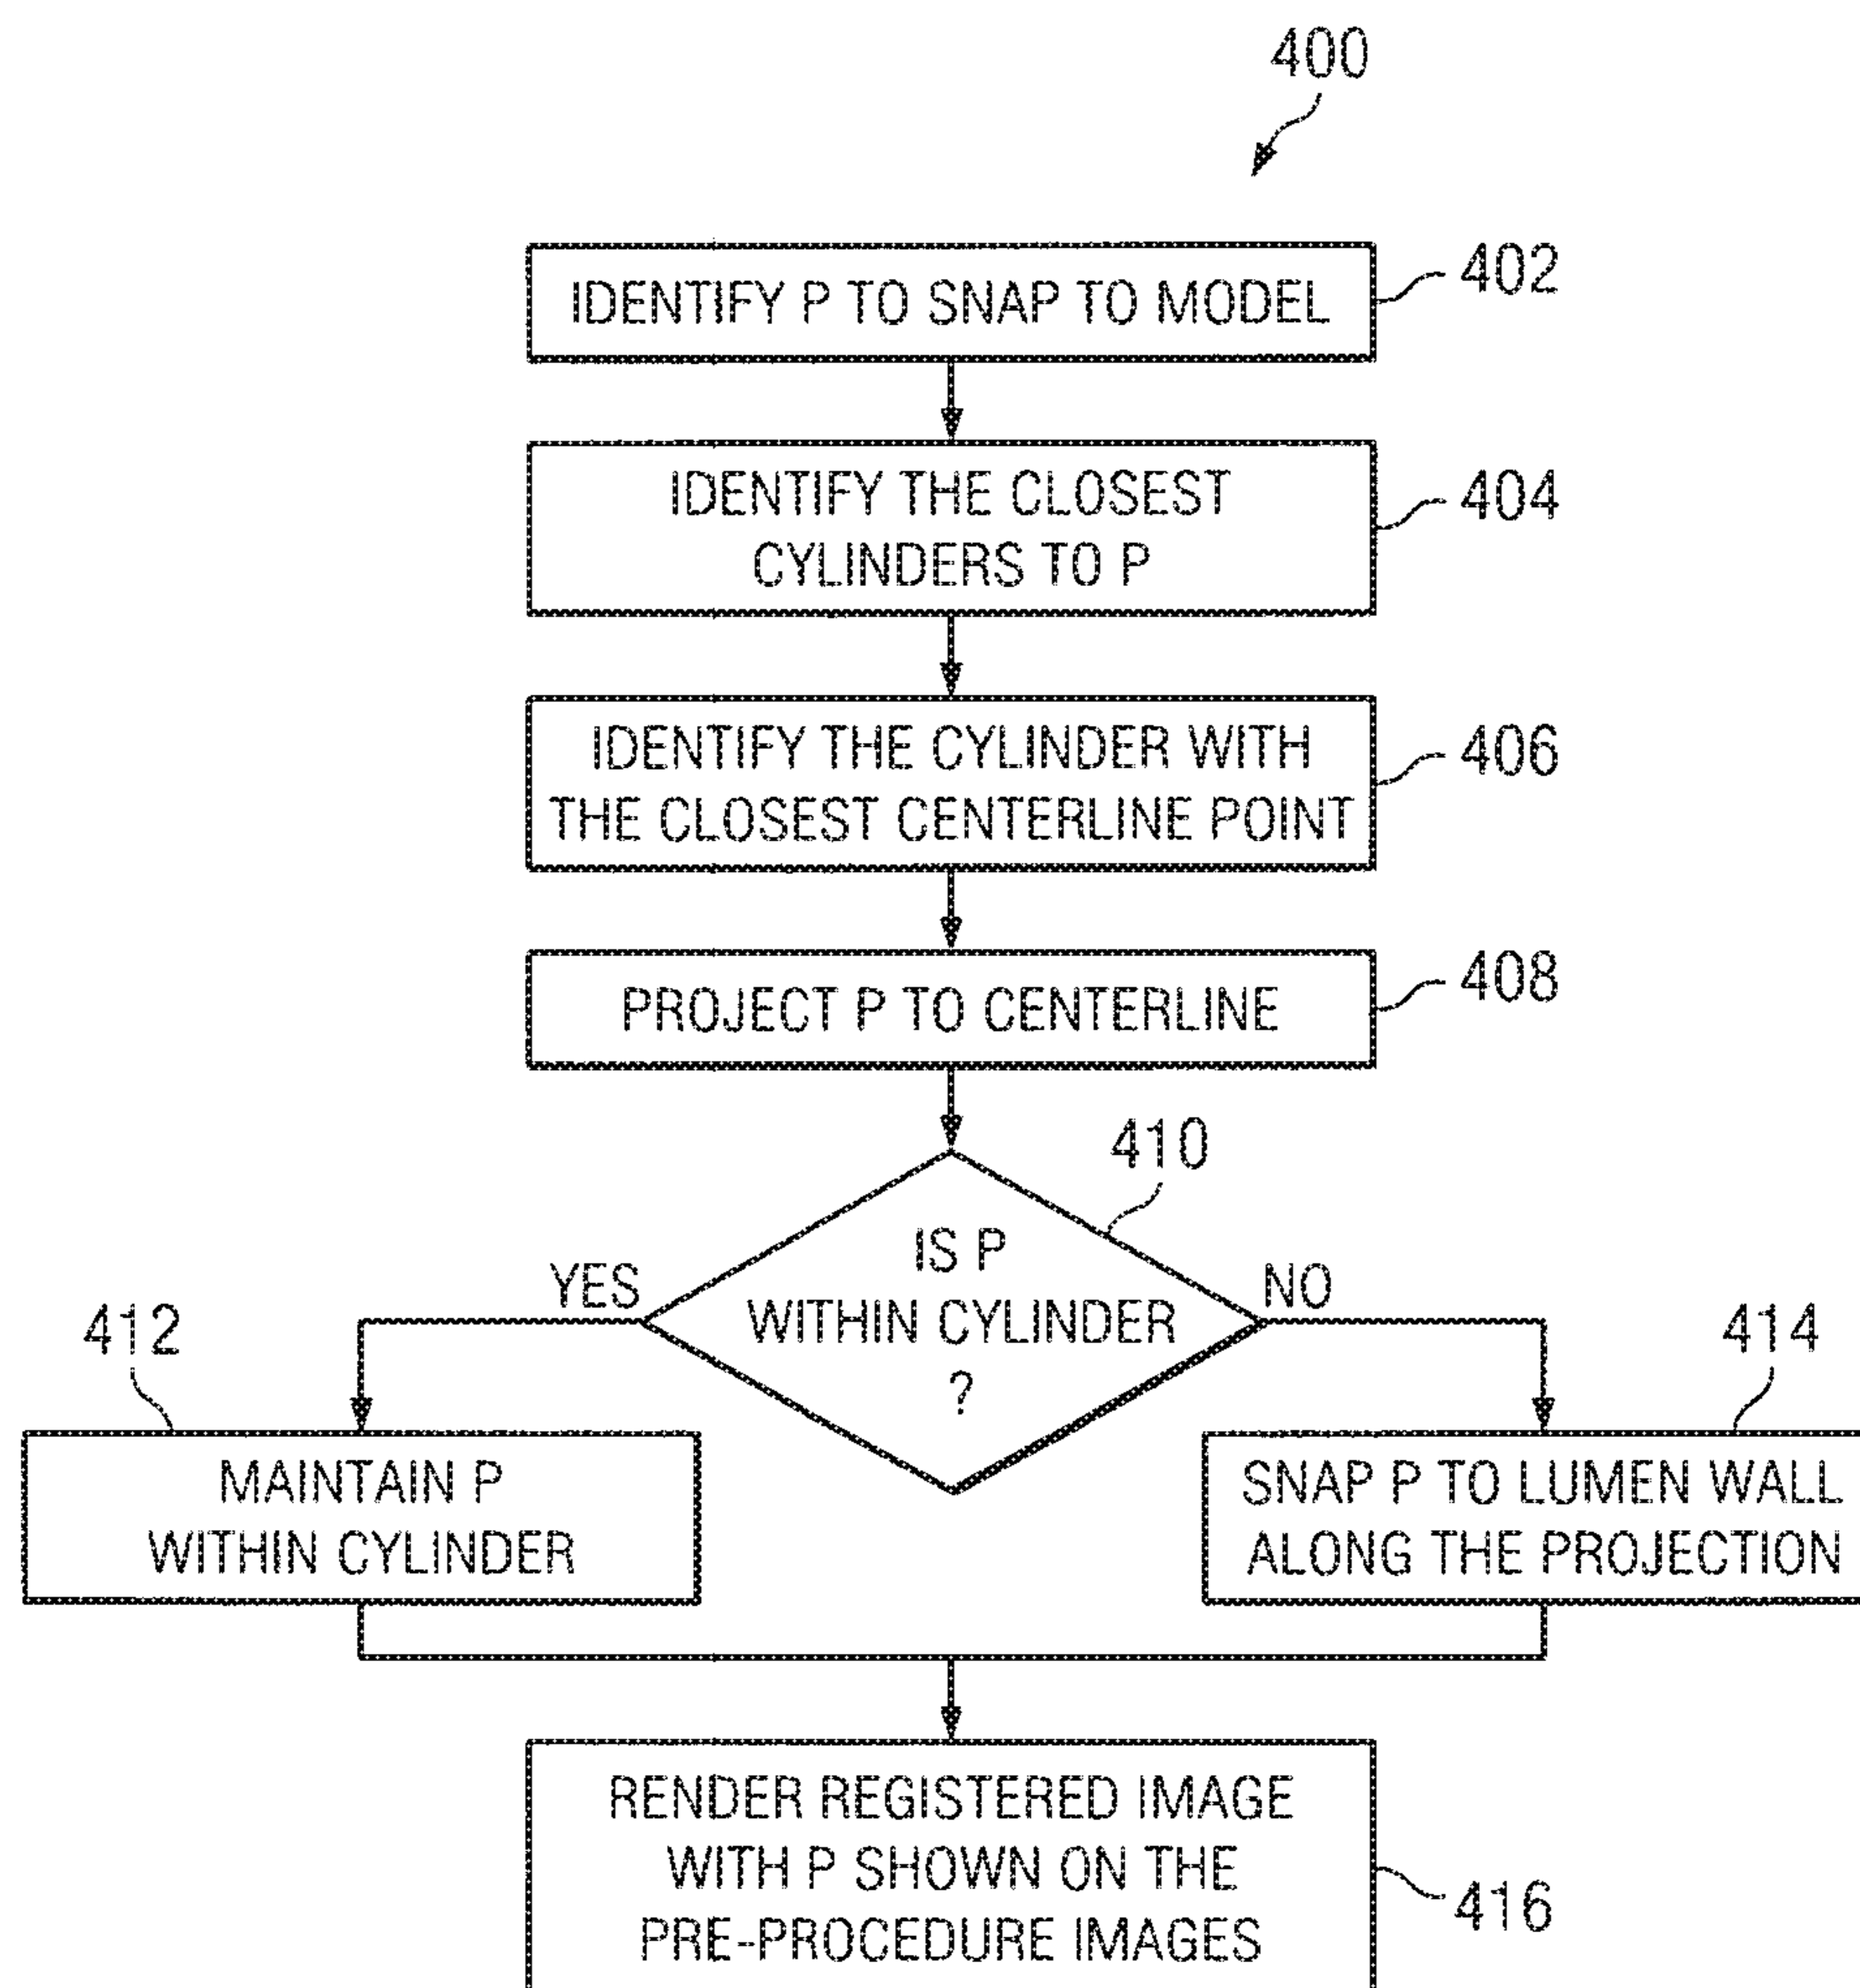 400
IDENTIFY P TO SNAP TO MODEL
402
IDENTIFY THE CLOSEST
CYLINDERS TO P
404
IDENTIFY THE CYLINDER WITH
THE CLOSEST CENTERLINE POINT
406
PROJECT P TO CENTERLINE
408
410
IS P
WITHIN CYLINDER
?
YES
NO
412
MAINTAIN P
WITHIN CYLINDER
414
SNAP P TO LUMEN WALL
ALONG THE PROJECTION
RENDER REGISTERED IMAGE
WITH P SHOWN ON THE
PRE-PROCEDURE IMAGES
416